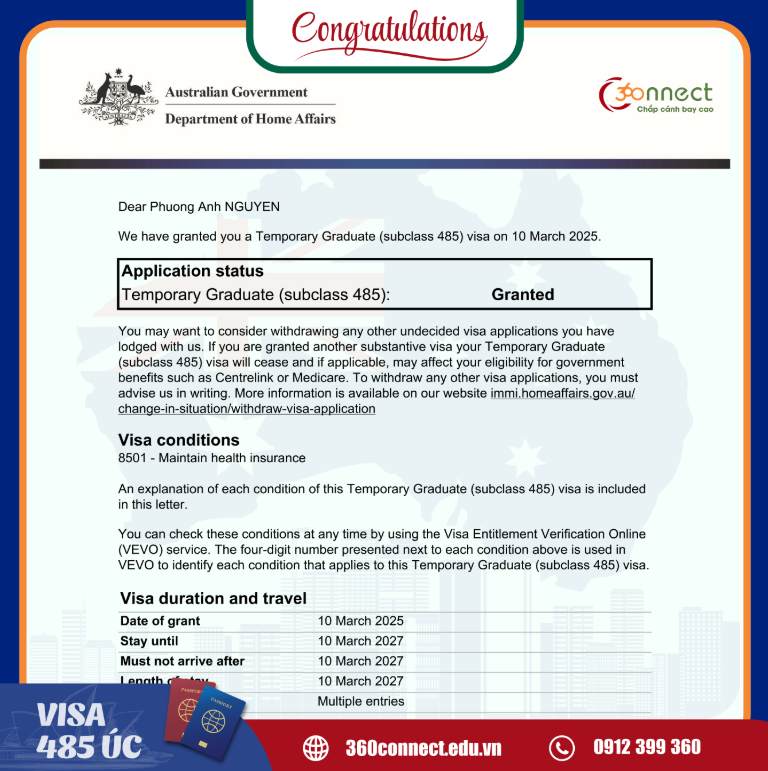 Congratulations
Australian Government
Department of Home Affairs
360nnect
Chắp cánh bay cao
Dear Phuong Anh NGUYEN
We have granted you a Temporary Graduate (subclass 485) visa on 10 March 2025.
Application status
Temporary Graduate (subclass 485): Granted
You may want to consider withdrawing any other undecided visa applications you have
lodged with us. If you are granted another substantive visa your Temporary Graduate
(subclass 485) visa will cease and if applicable, may affect your eligibility for government
benefits such as Centrelink or Medicare. To withdraw any other visa applications, you must
advise us in writing. More information is available on our website immi.homeaffairs.gov.au/
change-in-situation/withdraw-visa-application
Visa conditions
8501 - Maintain health insurance
An explanation of each condition of this Temporary Graduate (subclass 485) visa is included
in this letter.
You can check these conditions at any time by using the Visa Entitlement Verification Online
(VEVO) service. The four-digit number presented next to each condition above is used in
VEVO to identify each condition that applies to this Temporary Graduate (subclass 485) visa.
Visa duration and travel
Date of grant 10 March 2025
Stay until 10 March 2027
Must not arrive after 10 March 2027
Length of stay 10 March 2027
Multiple entries
PASSPORT
PASSPORT
VISA
485 ÚC
360connect.edu.vn
0912 399 360